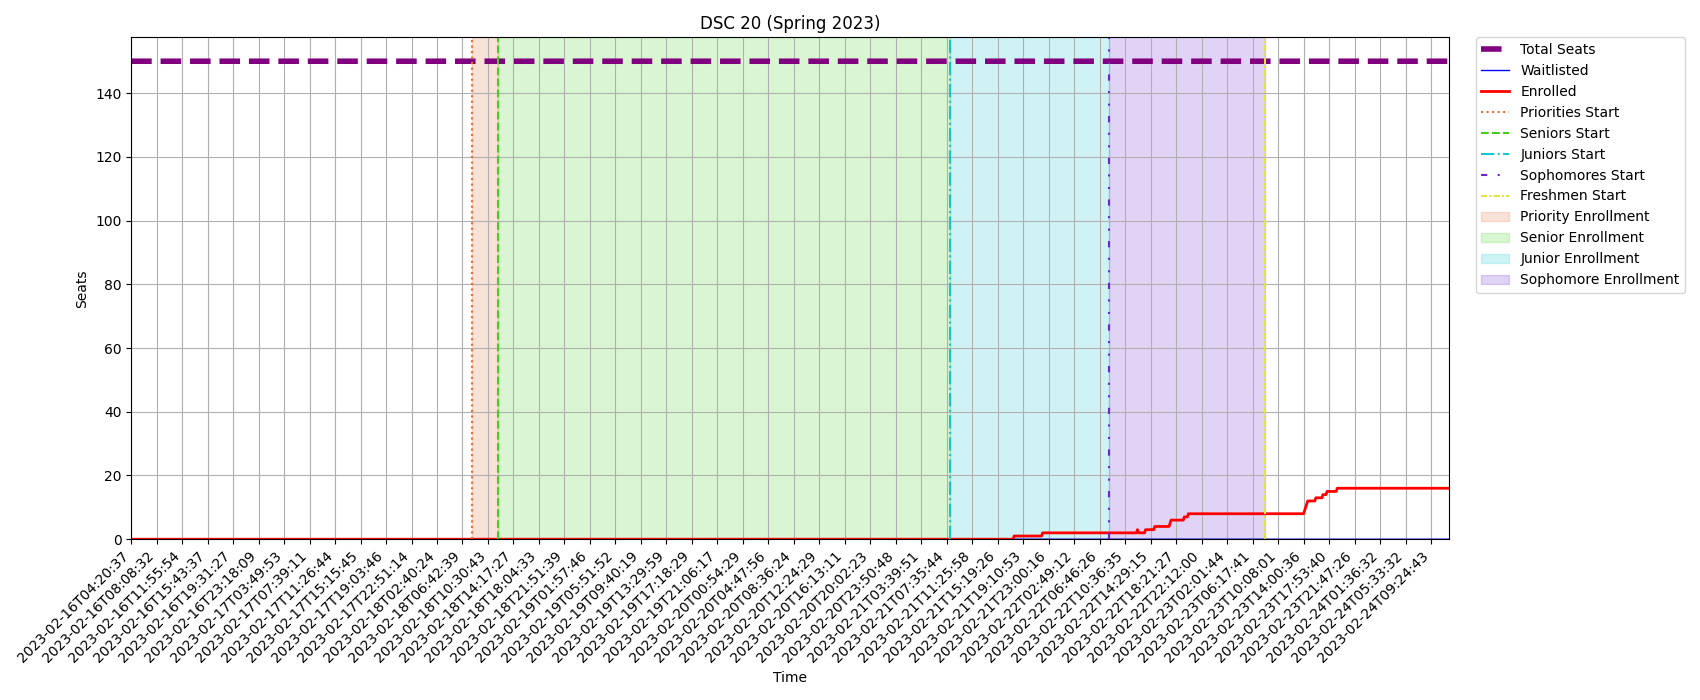 DSC 20 (Spring 2023)
Total Seats
Waitlisted
Enrolled
Priorities Start
Seniors Start
Juniors Start
Sophomores Start
Freshmen Start
Priority Enrollment
Senior Enrollment
Junior Enrollment
Sophomore Enrollment
Seats
140
120
100
80
60
40
20
0
2023-02-16T04:20:37
2023-02-16T08:08:32
2023-02-16T11:55:54
2023-02-16T15:43:37
2023-02-16T19:31:27
2023-02-16T23:18:09
2023-02-17T03:49:53
2023-02-17T07:39:11
2023-02-17T11:26:44
2023-02-17T15:15:45
2023-02-17T19:03:46
2023-02-17T22:51:14
2023-02-18T02:40:24
2023-02-18T06:42:39
2023-02-18T10:30:43
2023-02-18T14:17:27
2023-02-18T18:04:33
2023-02-18T21:51:39
2023-02-19T01:57:46
2023-02-19T05:51:52
2023-02-19T09:40:19
2023-02-19T13:29:59
2023-02-19T17:18:29
2023-02-19T21:06:17
2023-02-20T00:54:29
2023-02-20T04:47:56
2023-02-20T08:36:24
2023-02-20T12:24:29
2023-02-20T16:13:11
2023-02-20T20:02:23
2023-02-20T23:50:48
2023-02-21T03:39:51
2023-02-21T07:35:44
2023-02-21T11:25:58
2023-02-21T15:19:26
2023-02-21T19:10:53
2023-02-21T23:00:16
2023-02-22T02:49:12
2023-02-22T06:46:26
2023-02-22T10:36:35
2023-02-22T14:29:15
2023-02-22T18:21:27
2023-02-22T22:12:00
2023-02-23T02:01:44
2023-02-23T06:17:41
2023-02-23T10:08:01
2023-02-23T14:00:36
2023-02-23T17:53:40
2023-02-23T21:47:26
2023-02-24T01:36:32
2023-02-24T05:33:32
2023-02-24T09:24:43
Time